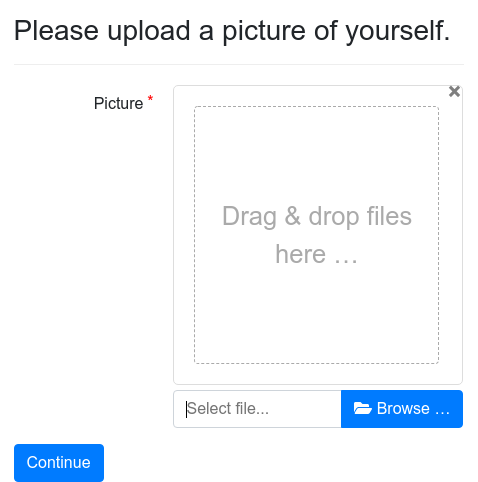 Please upload a picture of yourself.
Picture *
×
Drag & drop files
here …
Select file...
Browse …
Continue